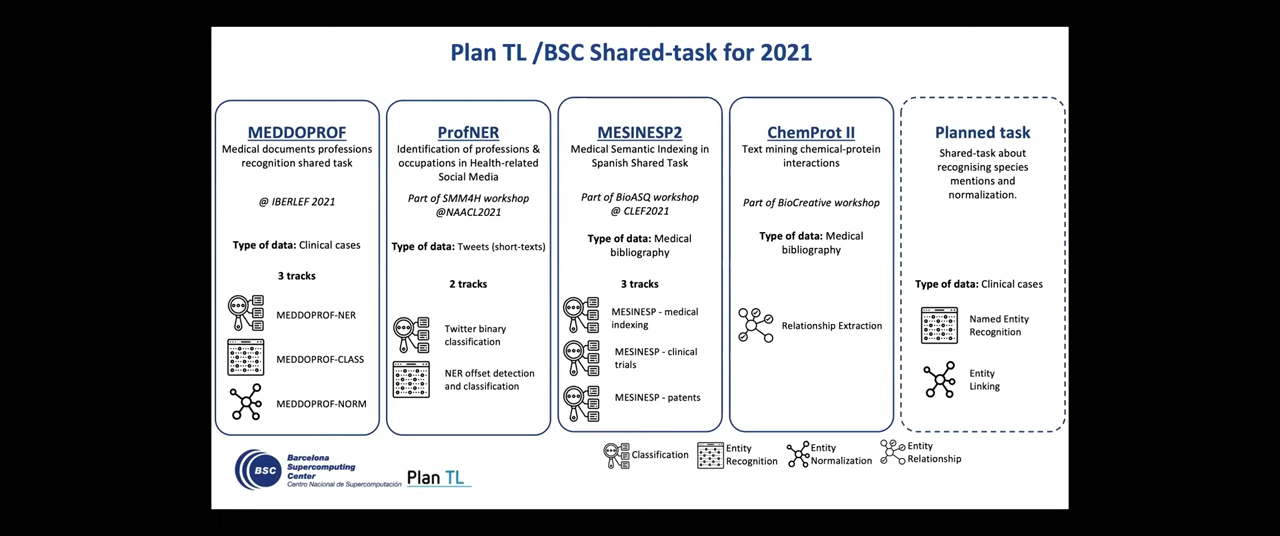 Plan TL /BSC Shared-task for 2021
MEDDOPROF
Medical documents professions
recognition shared task
@ IBERLEF 2021
Type of data: Clinical cases
3 tracks
MEDDOPROF-NER
MEDDOPROF-CLASS
MEDDOPROF-NORM
ProfNER
Identification of professions &
occupations in Health-related
Social Media
Part of SMM4H workshop
@NAACL2021
Type of data: Tweets (short-texts)
2 tracks
Twitter binary
classification
NER offset detection
and classification
MESINESP2
Medical Semantic Indexing in
Spanish Shared Task
Part of BioASQ workshop
@ CLEF2021
Type of data: Medical
bibliography
3 tracks
MESINESP - medical
indexing
MESINESP - clinical
trials
MESINESP - patents
ChemProt II
Text mining chemical-protein
interactions
Part of BioCreative workshop
Type of data: Medical
bibliography
Relationship Extraction
Planned task
Shared-task about
recognising species
mentions and
normalization.
Type of data: Clinical cases
Named Entity
Recognition
Entity
Linking
Classification
Entity
Recognition
Entity
Normalization
Entity
Relationship
BSC
Barcelona
Supercomputing
Center
Centro Nacional de Supercomputación
Plan TL